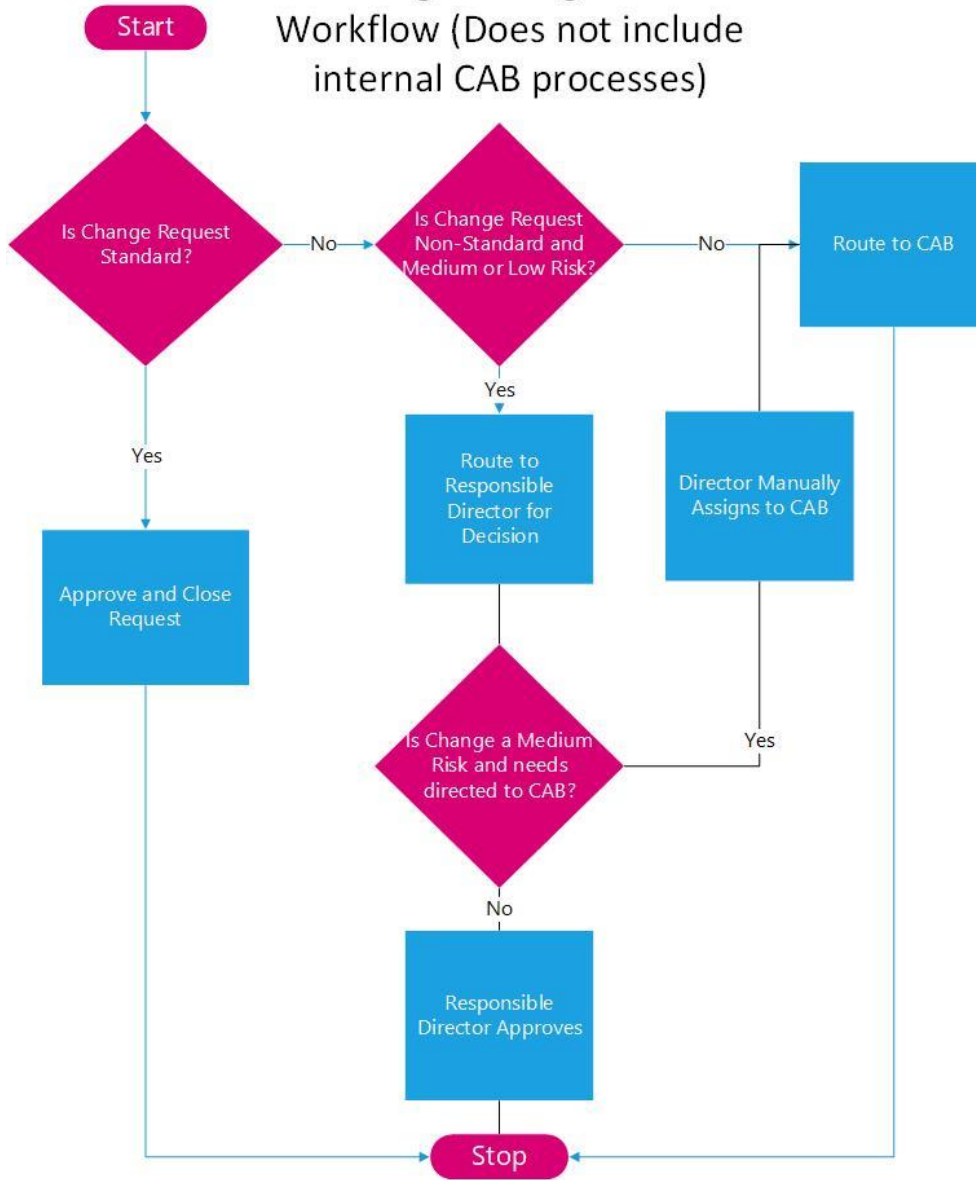 Start
Workflow (Does not include
internal CAB processes)
Is Change Request
Standard?
No
Is Change Request
Non-Standard and
Medium or Low Risk?
No
Route to CAB
Yes
Yes
Route to
Responsible
Director for
Decision
Director Manually
Assigns to CAB
Approve and Close
Request
Is Change a Medium
Risk and needs
directed to CAB?
Yes
No
Responsible
Director Approves
Stop